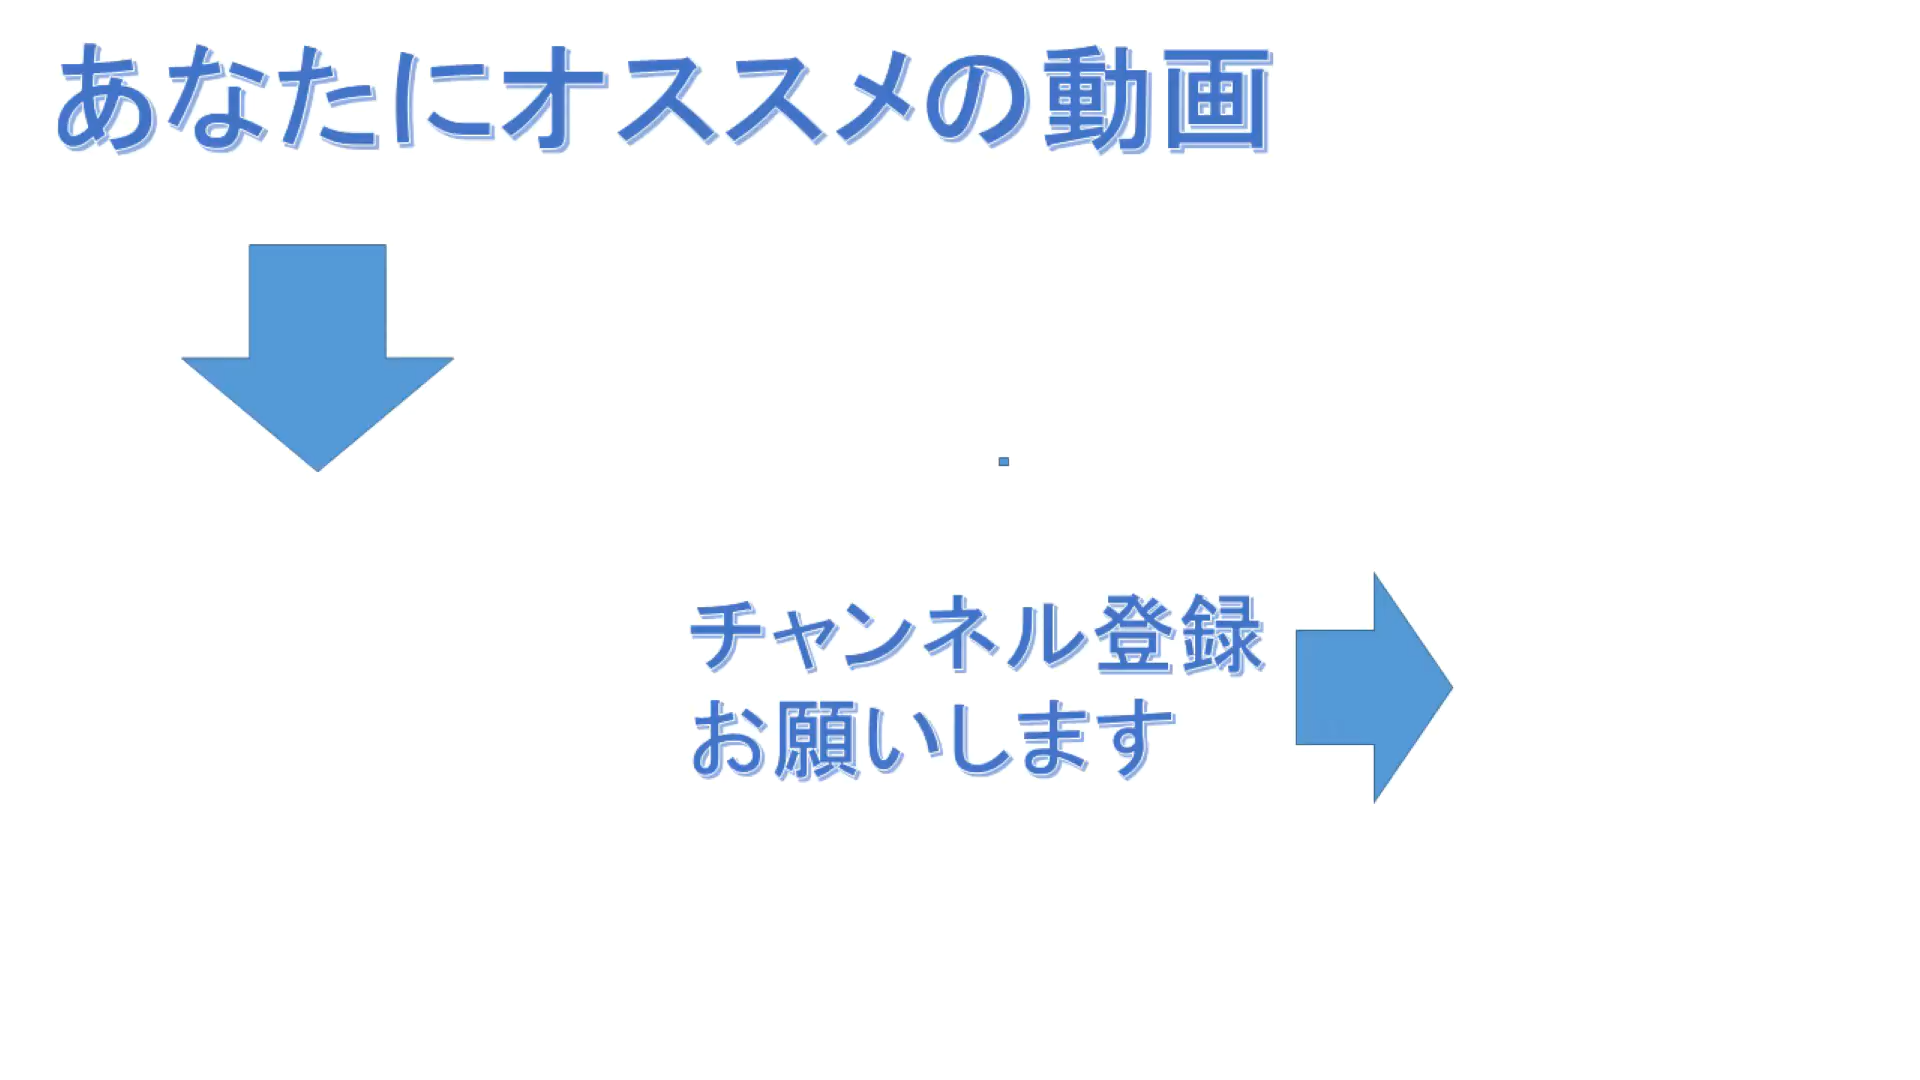 あなたにオススメの動画
チャンネル登録
お願いします